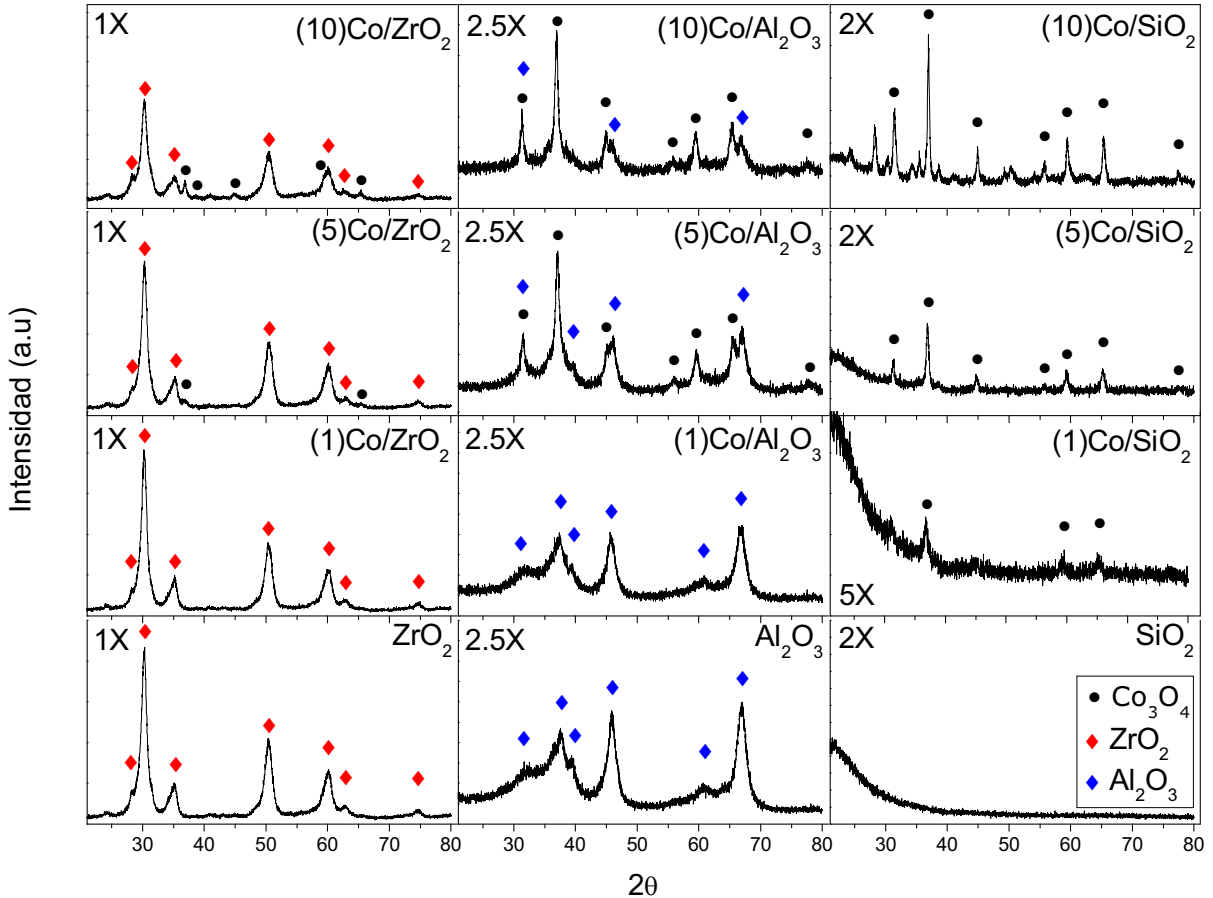 1X (10)Co/ZrO₂
2.5X (10)Co/Al₂O₃
2X (10)Co/SiO₂
1X (5)Co/ZrO₂
2.5X (5)Co/Al₂O₃
2X (5)Co/SiO₂
1X (1)Co/ZrO₂
2.5X (1)Co/Al₂O₃
(1)Co/SiO₂
5X
1X ZrO₂
2.5X Al₂O₃
2X SiO₂
Co₃O₄
ZrO₂
Al₂O₃
Intensidad (a.u)
30 40 50 60 70 80
30 40 50 60 70 80
30 40 50 60 70 80
2θ